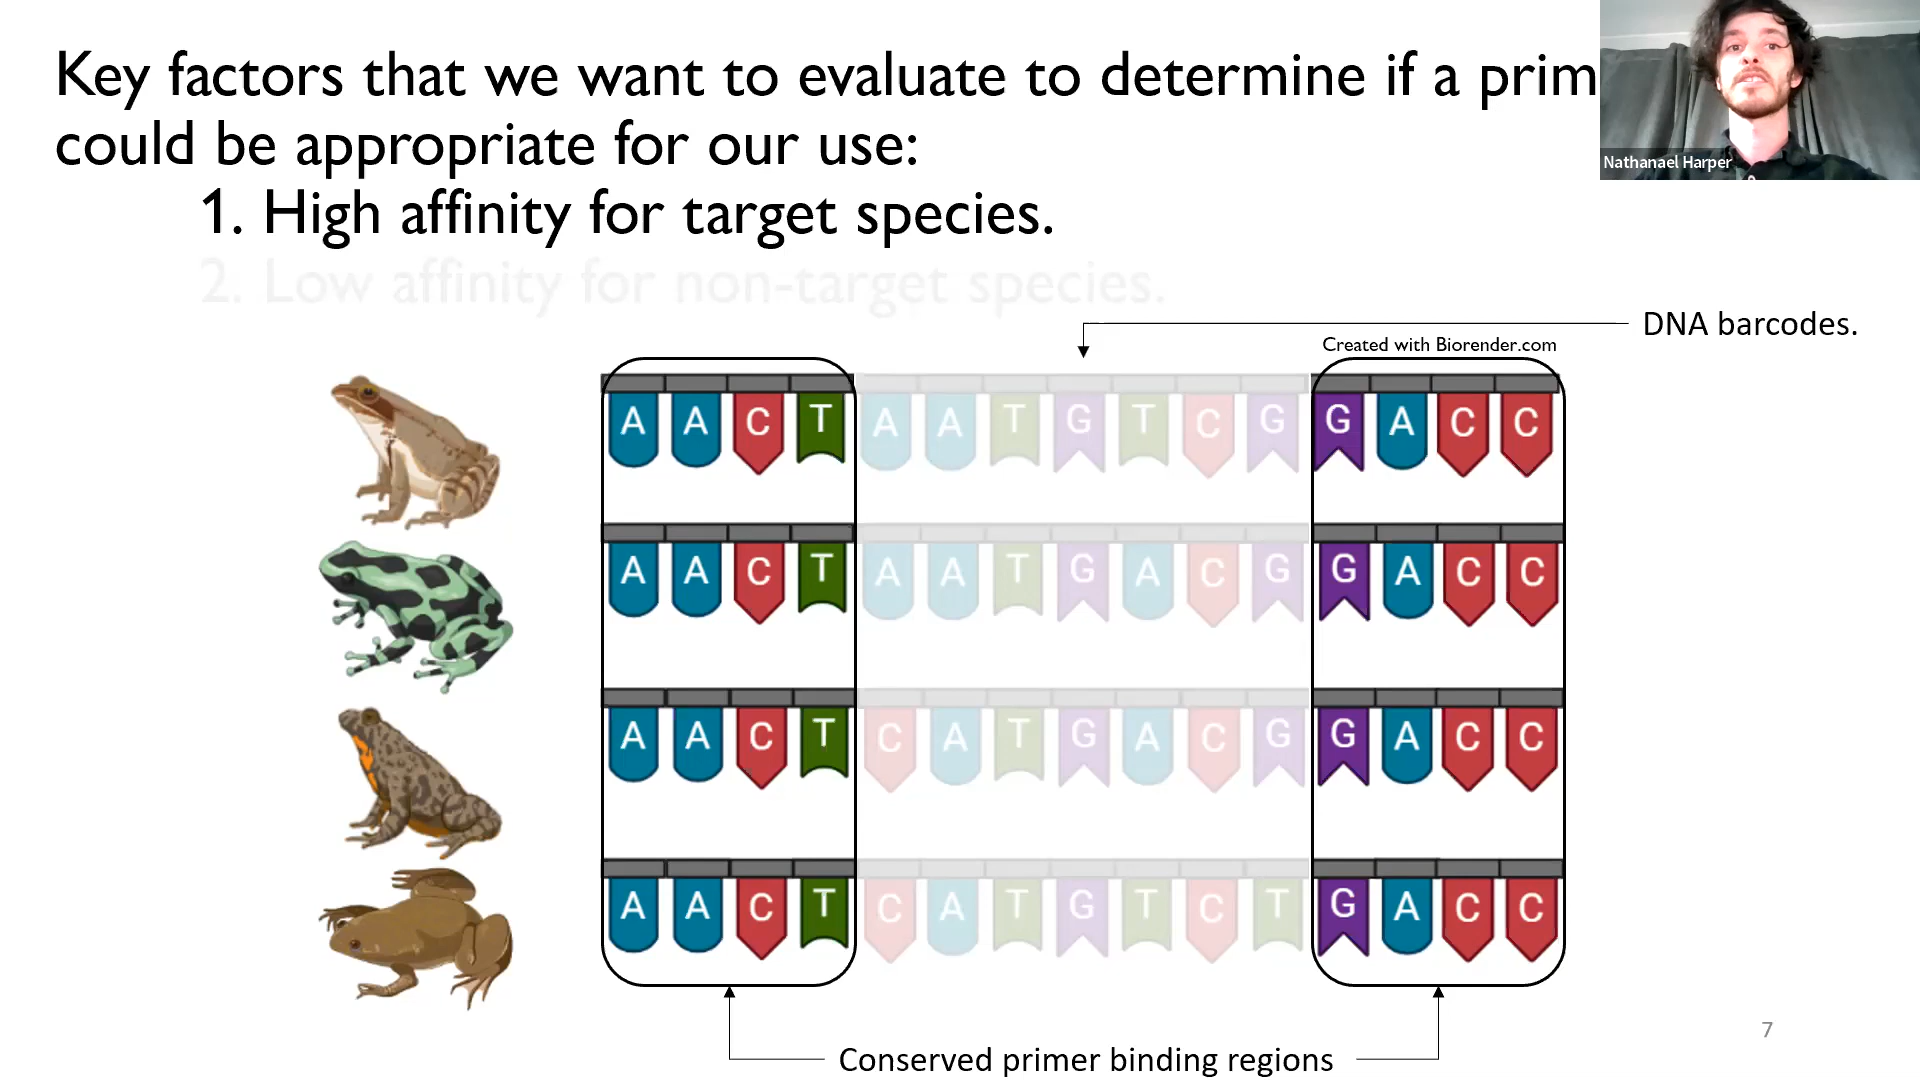 Key factors that we want to evaluate to determine if a prim
could be appropriate for our use:
1. High affinity for target species.
2. Low affinity for non-target species.
Nathanael Harper
DNA barcodes.
Created with Biorender.com
A A C T A A T G T C G G A C C
A A C T A A T G A C G G A C C
A A C T C A T G A C G G A C C
A A C T C A T G T C T G A C C
7
Conserved primer binding regions